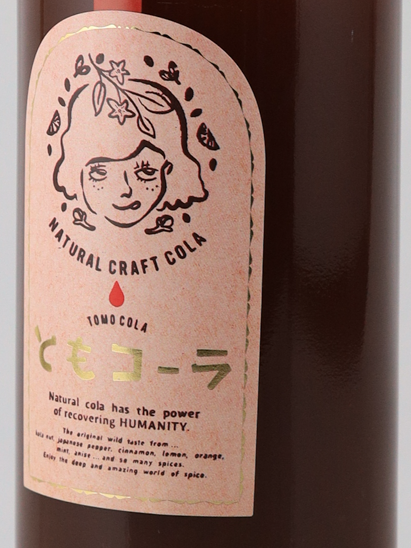 NATURAL CRAFT COLA
TOMO COLA
ともコーラ
Natural cola has the power
of recovering HUMANITY.
The original wild taste from...
kola nut, japanese pepper, cinnamon, lemon, orange,
mint, anise...and so many spices.
Enjoy the deep and amazing world of spice.